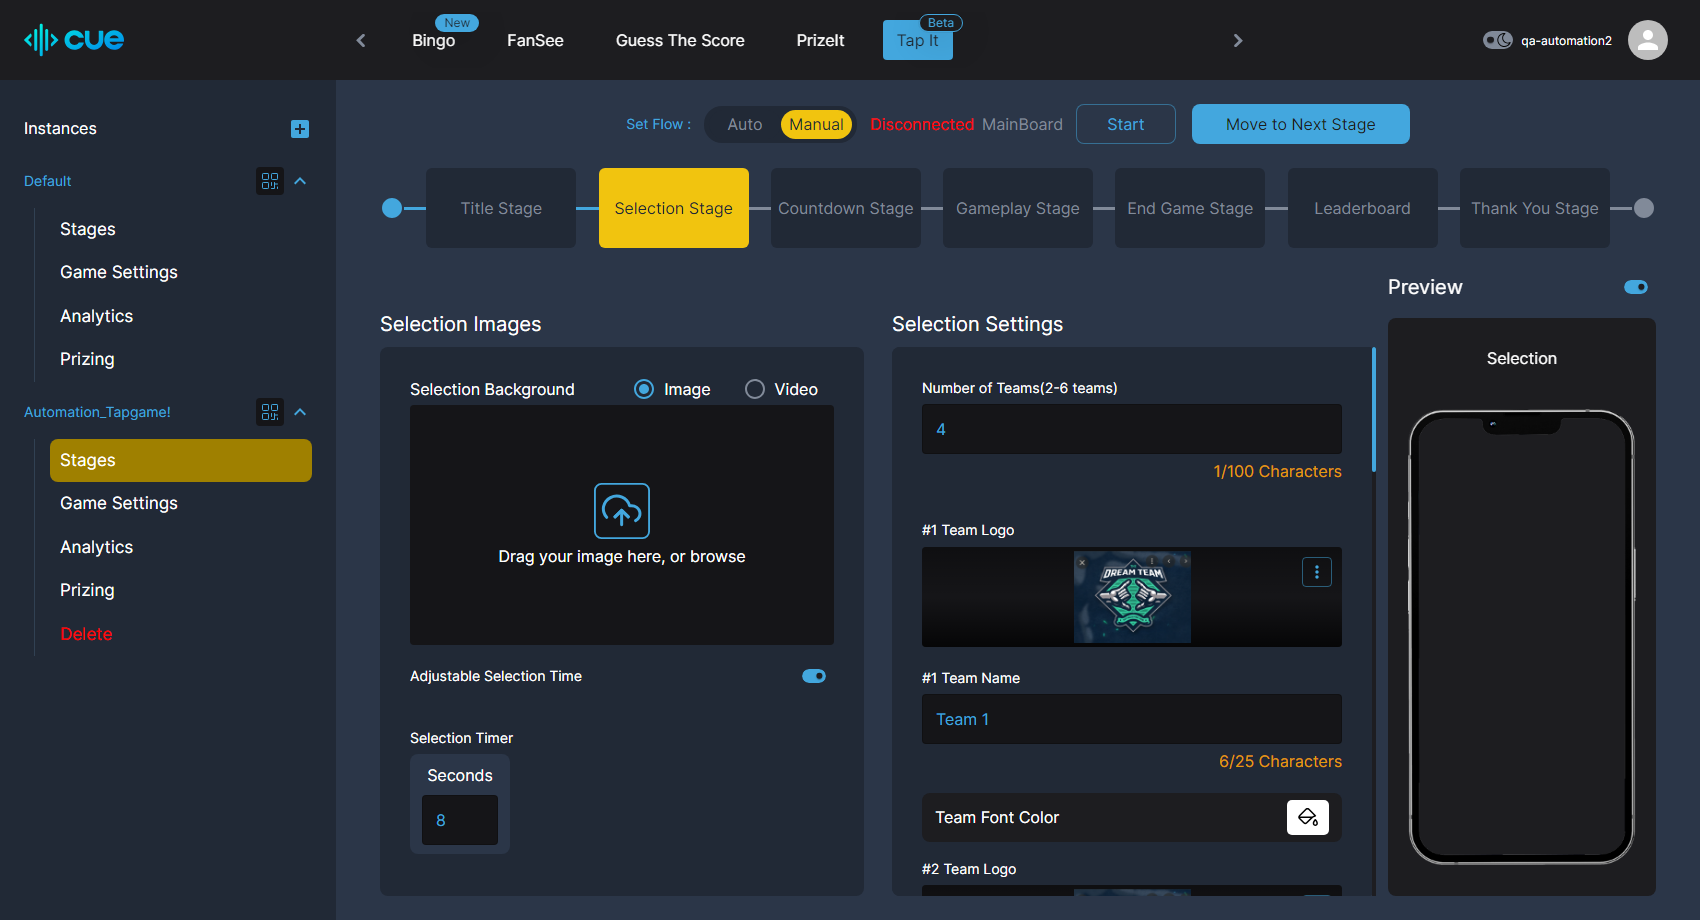 cue
New
Bingo
FanSee
Guess The Score
PrizeIt
Beta
Tap It
qa-automation2
Instances
Default
Stages
Game Settings
Analytics
Prizing
Automation_Tapgame!
Stages
Game Settings
Analytics
Prizing
Delete
Set Flow :
Auto
Manual
Disconnected MainBoard
Start
Move to Next Stage
Title Stage
Selection Stage
Countdown Stage
Gameplay Stage
End Game Stage
Leaderboard
Thank You Stage
Selection Images
Selection Background
Image
Video
Drag your image here, or browse
Adjustable Selection Time
Selection Timer
Seconds
8
Selection Settings
Number of Teams(2-6 teams)
4
1/100 Characters
#1 Team Logo
DREAM TEAM
#1 Team Name
Team 1
6/25 Characters
Team Font Color
#2 Team Logo
Preview
Selection